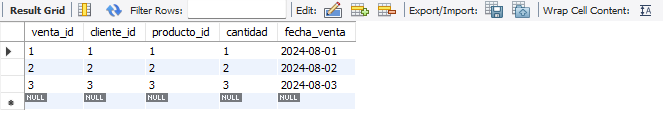 Result Grid Filter Rows: Edit: Export/Import: Wrap Cell Content: IA
venta_id cliente_id producto_id cantidad fecha_venta
1 1 1 1 2024-08-01
2 2 2 2 2024-08-02
3 3 3 3 2024-08-03
NULL NULL NULL NULL NULL